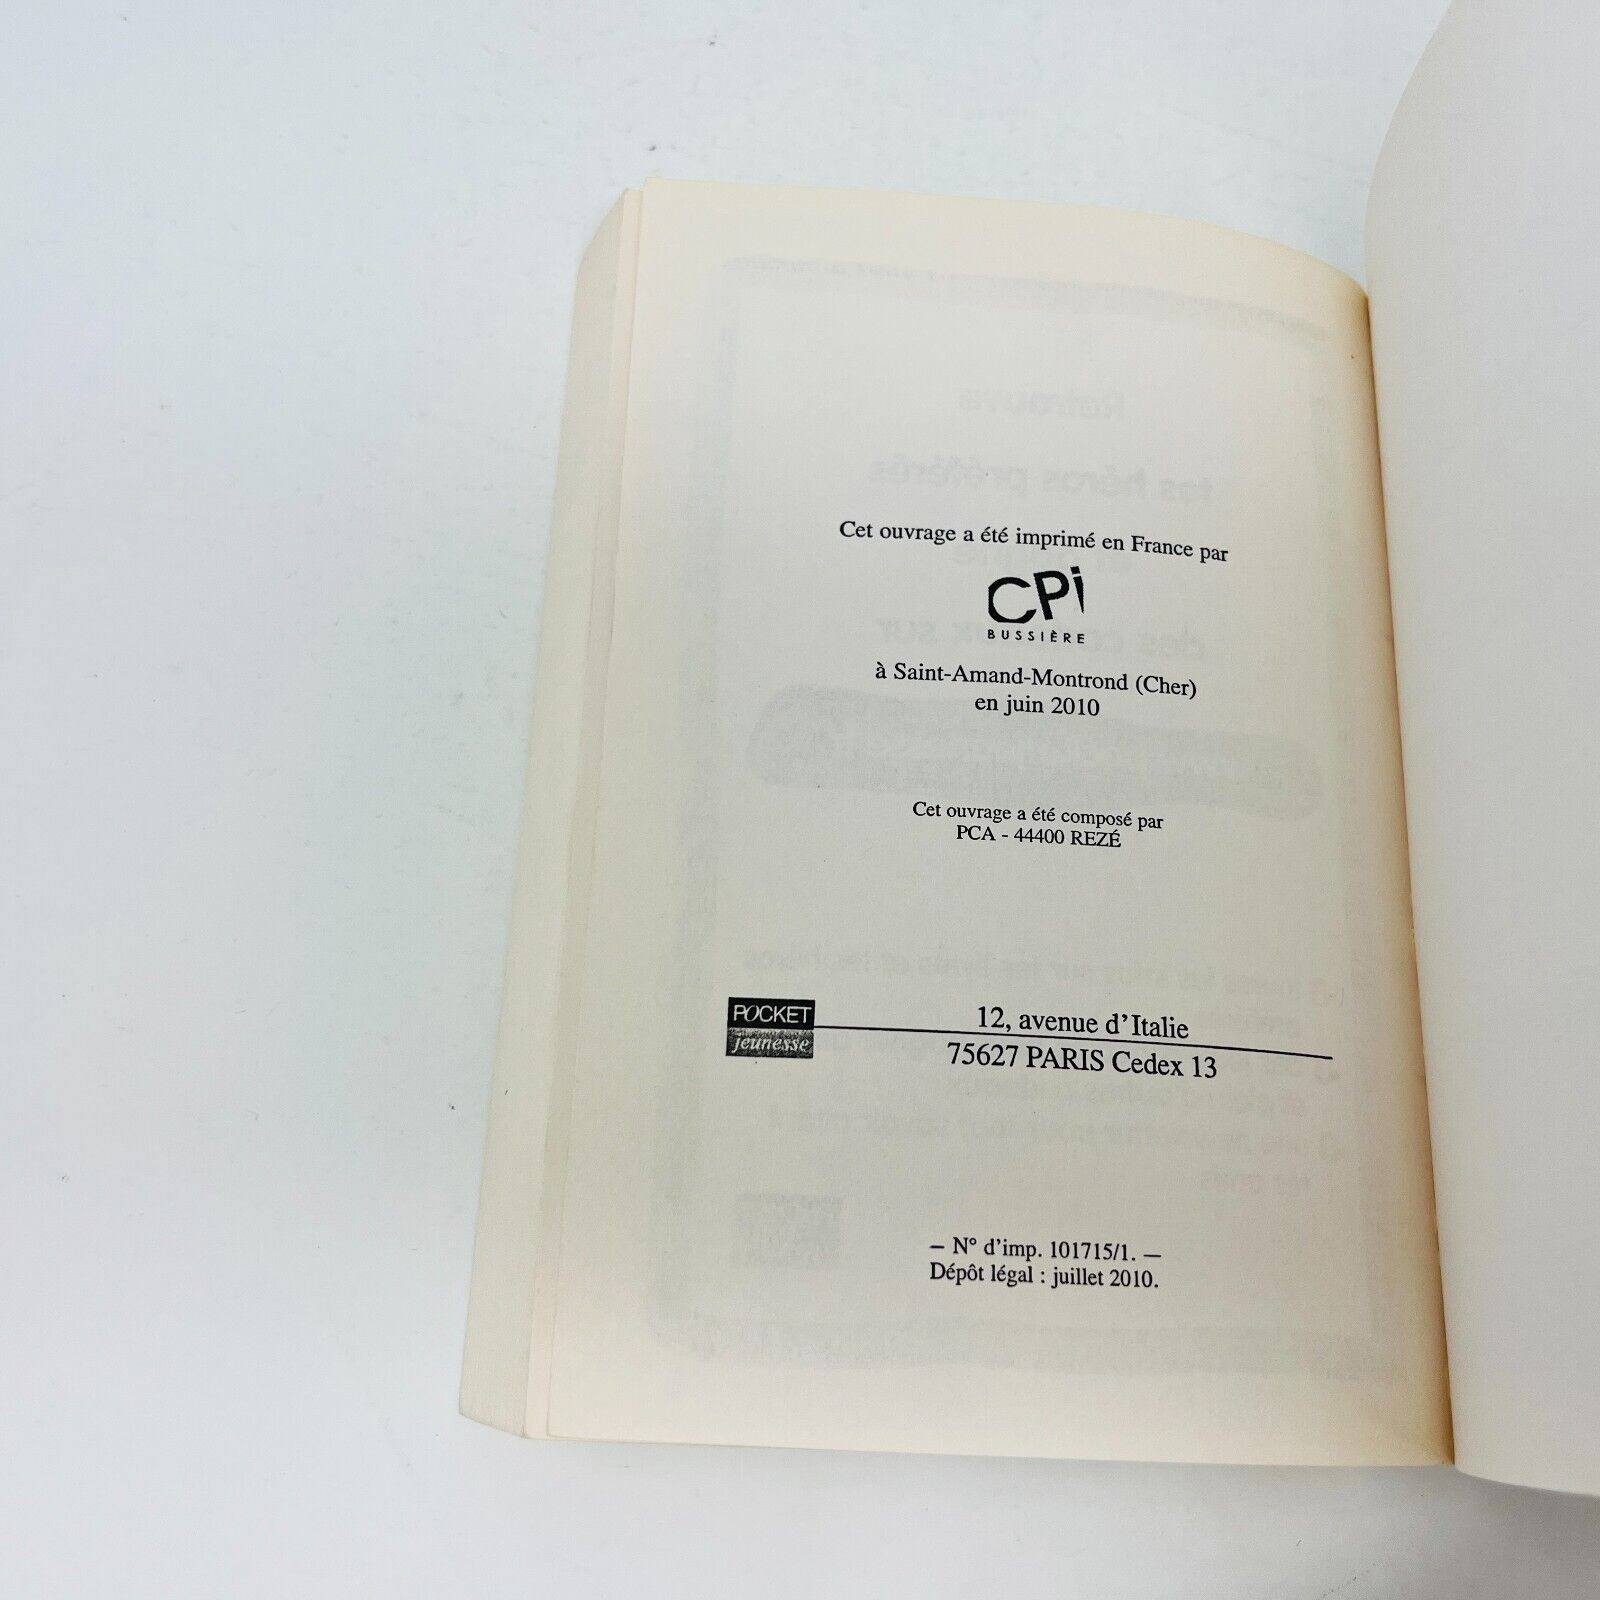 Cet ouvrage a été imprimé en France par
CPi
BUSSIÈRE
à Saint-Amand-Montrond (Cher)
en juin 2010
Cet ouvrage a été composé par
PCA - 44400 REZÉ
POCKET
jeunesse
12, avenue d'Italie
75627 PARIS Cedex 13
– N° d'imp. 101715/1. –
Dépôt légal : juillet 2010.